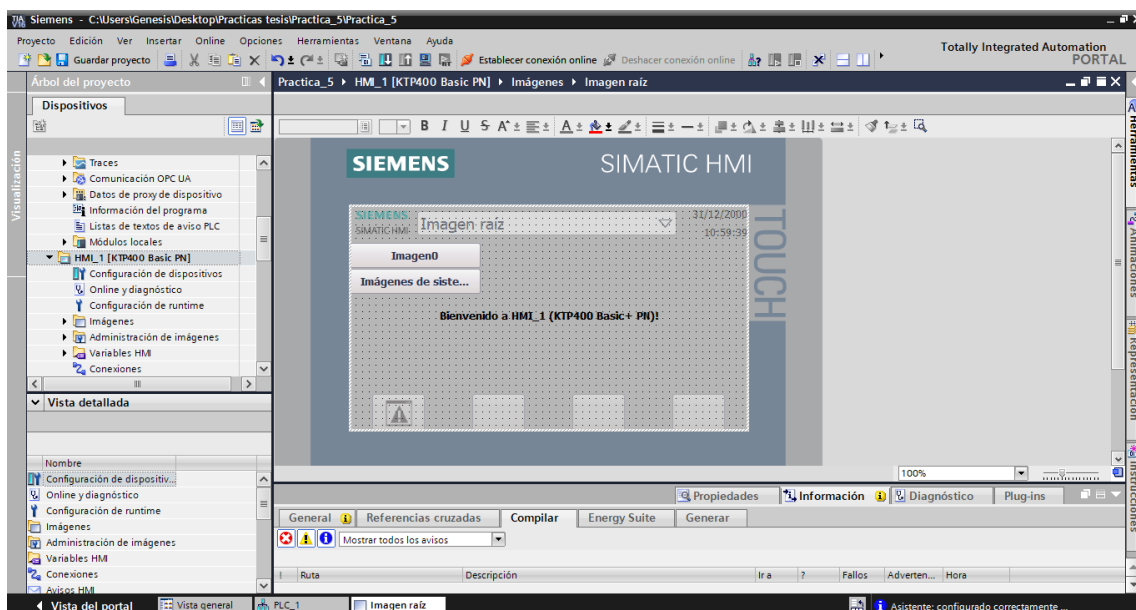 Siemens - C:\Users\Genesis\Desktop\Practicas tesis\Practica_5\Practica_5
Proyecto Edición Ver Insertar Online Opciones Herramientas Ventana Ayuda
Guardar proyecto Establecer conexión online Deshacer conexión online
Totally Integrated Automation
PORTAL
Árbol del proyecto
Practica_5 HMI_1 [KTP400 Basic PN] Imágenes Imagen raíz
Dispositivos
Visualización
Traces
Comunicación OPC UA
Datos de proxy de dispositivo
Información del programa
Listas de textos de aviso PLC
Módulos locales
HMI_1 [KTP400 Basic PN]
Configuración de dispositivos
Online y diagnóstico
Configuración de runtime
Imágenes
Administración de imágenes
Variables HMI
Conexiones
Vista detallada
Nombre
Configuración de dispositiv...
Online y diagnóstico
Configuración de runtime
Imágenes
Administración de imágenes
Variables HMI
Conexiones
Avisos HMI
B I U S A
SIEMENS SIMATIC HMI
TOUCH
SIEMENS
SIMATIC HMI
Imagen raíz
31/12/2000
10:59:39
Imagen0
Imágenes de siste...
Bienvenido a HMI_1 (KTP400 Basic+ PN)!
100%
Propiedades Información Diagnóstico Plug-ins
General Referencias cruzadas Compilar Energy Suite Generar
Mostrar todos los avisos
! Ruta Descripción Ir a ? Fallos Adverten... Hora
Herramientas
Animaciones
Representación
Instrucciones
Vista del portal Vista general PLC_1 Imagen raíz Asistente: configurado correctamente ...